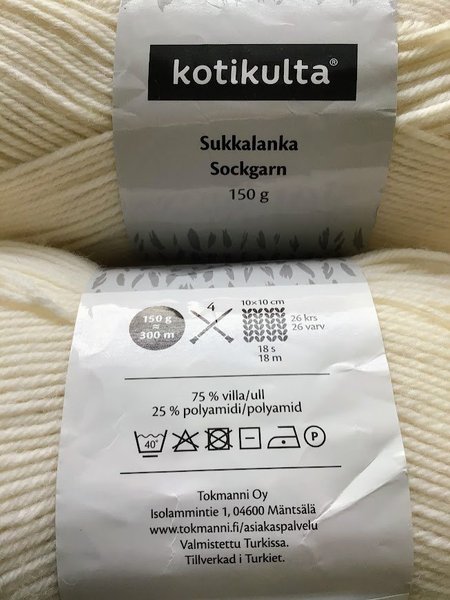 kotikulta®
Sukkalanka
Sockgarn
150 g
150 g
≈
300 m
4
10×10 cm
26 krs
26 varv
18 s
18 m
75 % villa/ull
25 % polyamidi/polyamid
40°
P
Tokmanni Oy
Isolammintie 1, 04600 Mäntsälä
www.tokmanni.fi/asiakaspalvelu
Valmistettu Turkissa.
Tillverkad i Turkiet.